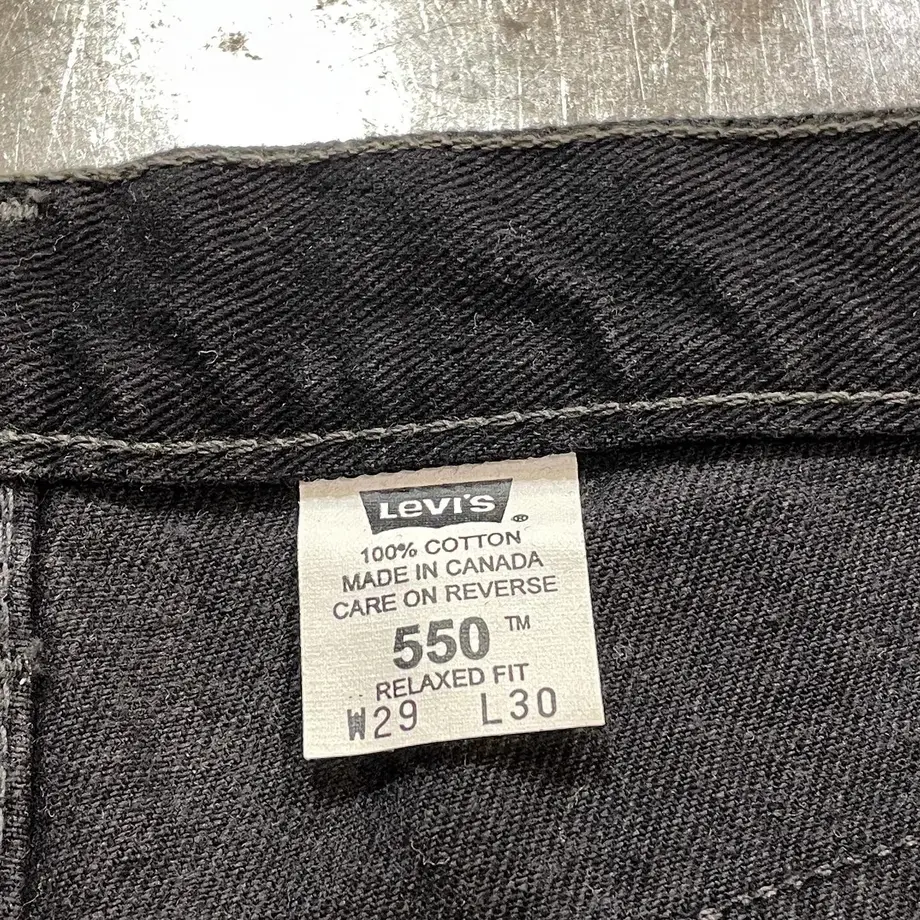 Levi's ®
100% COTTON
MADE IN CANADA
CARE ON REVERSE
550 ™
RELAXED FIT
W29 L30